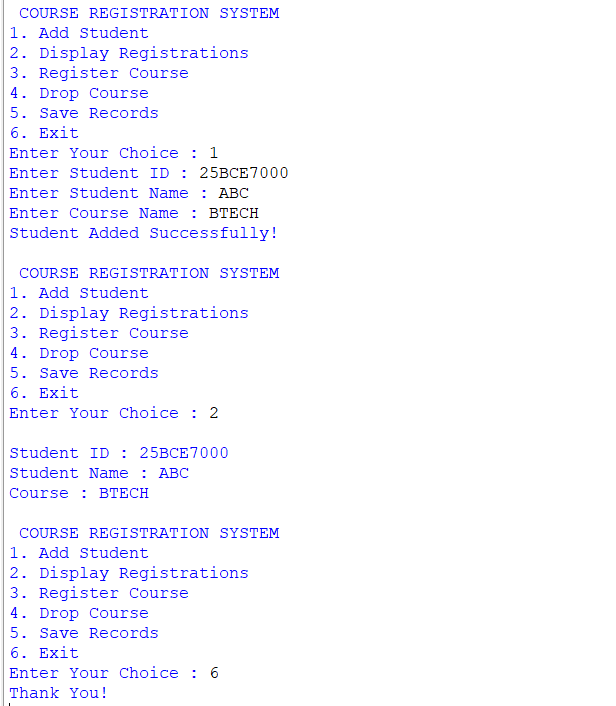 COURSE REGISTRATION SYSTEM
1. Add Student
2. Display Registrations
3. Register Course
4. Drop Course
5. Save Records
6. Exit
Enter Your Choice : 1
Enter Student ID : 25BCE7000
Enter Student Name : ABC
Enter Course Name : BTECH
Student Added Successfully!

COURSE REGISTRATION SYSTEM
1. Add Student
2. Display Registrations
3. Register Course
4. Drop Course
5. Save Records
6. Exit
Enter Your Choice : 2

Student ID : 25BCE7000
Student Name : ABC
Course : BTECH

COURSE REGISTRATION SYSTEM
1. Add Student
2. Display Registrations
3. Register Course
4. Drop Course
5. Save Records
6. Exit
Enter Your Choice : 6
Thank You!